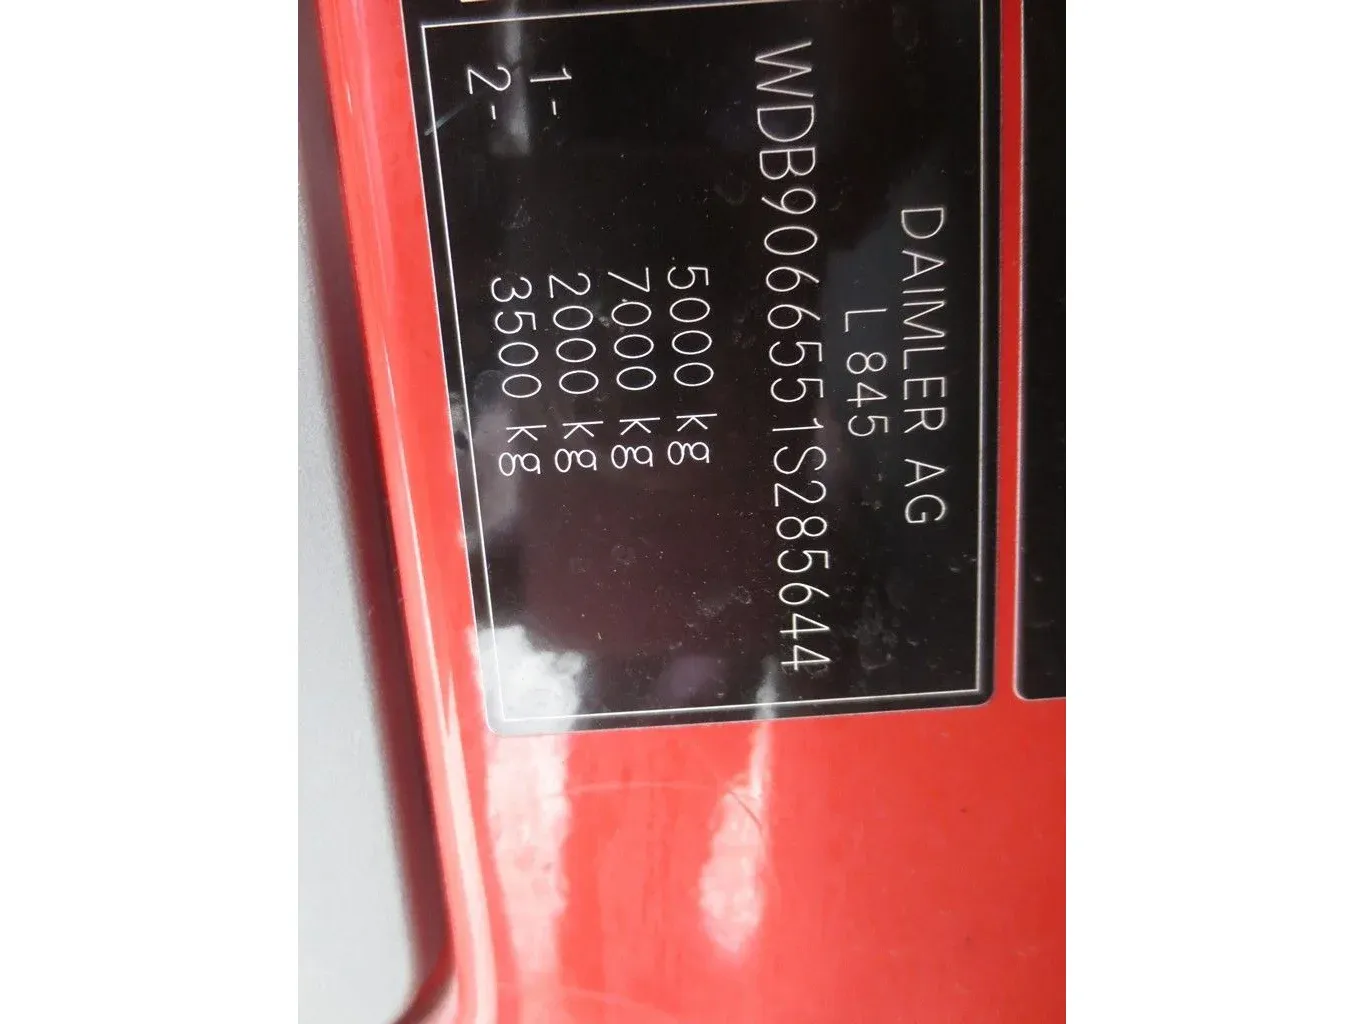 DAIMLER AG
L 845
WDB9066551S285644
5000 kg
7000 kg
1- 2000 kg
2- 3500 kg